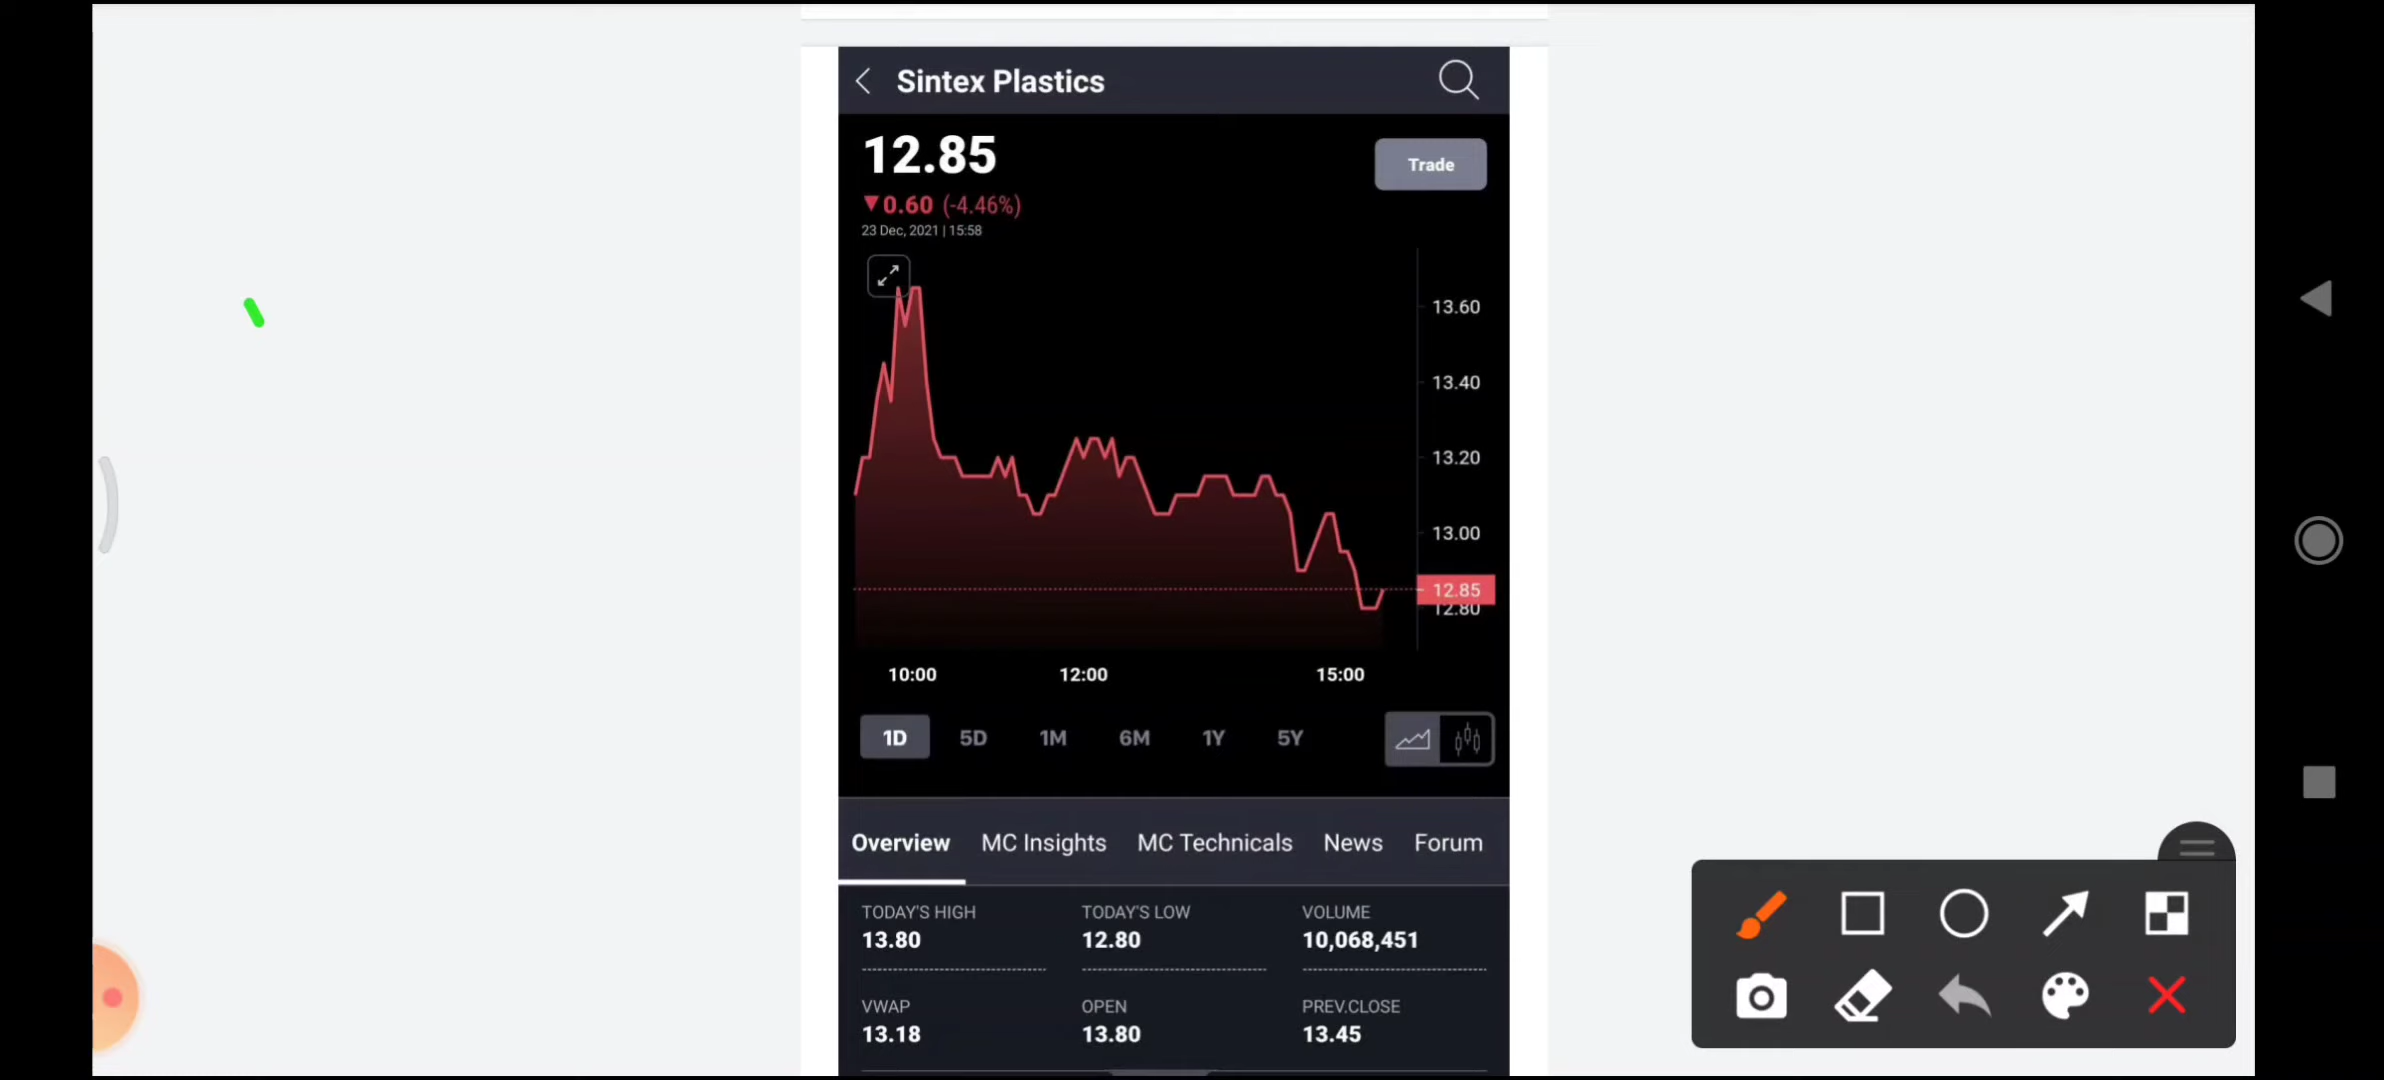 Sintex Plastics
12.85
Trade
▼0.60 (-4.46%)
23 Dec, 2021 | 15:58
13.60
13.40
13.20
13.00
12.85
12.80
10:00 12:00 15:00
1D 5D 1M 6M 1Y 5Y
Overview MC Insights MC Technicals News Forum
TODAY'S HIGH TODAY'S LOW VOLUME
13.80 12.80 10,068,451
VWAP OPEN PREV.CLOSE
13.18 13.80 13.45